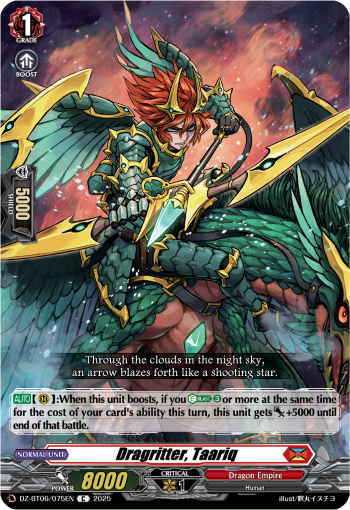 1
GRADE
BOOST
5000
SHIELD
Through the clouds in the night sky,
an arrow blazes forth like a shooting star.
AUTO【 】:When this unit boosts, if you E-BLAST 3 or more at the same time
for the cost of your card's ability this turn, this unit gets +5000 until
end of that battle.
NORMAL UNIT
Dragritter, Taariq
POWER
8000
CRITICAL
1
Dragon Empire
Human
DZ-BT06/075EN C 2025
illust/獣丸イヌチヨ